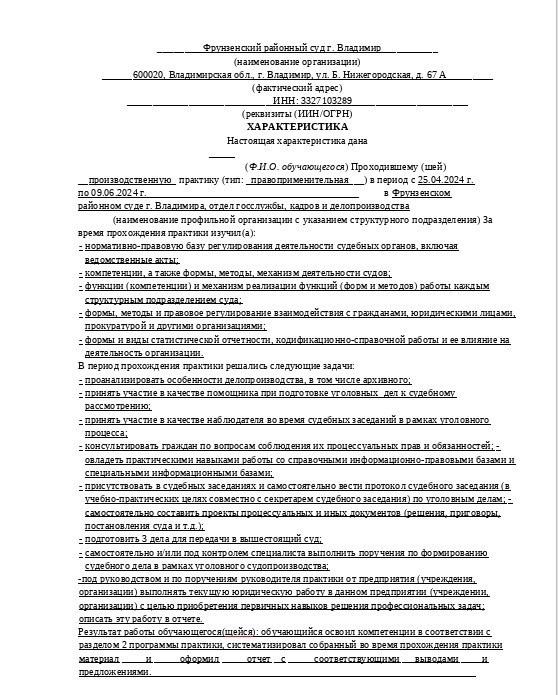 Фрунзенский районный суд г. Владимир
(наименование организации)
600020, Владимирская обл., г. Владимир, ул. Б. Нижегородская, д. 67 А
(фактический адрес)
ИНН: 3327103289
(реквизиты (ИИН/ОГРН)
ХАРАКТЕРИСТИКА
Настоящая характеристика дана
(Ф.И.О. обучающегося) Проходившему (шей)
производственную практику (тип: правоприменительная ) в период с 25.04.2024 г.
по 09.06.2024 г. в Фрунзенском
районном суде г. Владимира, отдел госслужбы, кадров и делопроизводства
(наименование профильной организации с указанием структурного подразделения) За
время прохождения практики изучил(а):
- нормативно-правовую базу регулирования деятельности судебных органов, включая
ведомственные акты;
- компетенции, а также формы, методы, механизм деятельности судов;
- функции (компетенции) и механизм реализации функций (форм и методов) работы каждым
структурным подразделением суда;
- формы, методы и правовое регулирование взаимодействия с гражданами, юридическими лицами,
прокуратурой и другими организациями;
- формы и виды статистической отчетности, кодификационно-справочной работы и ее влияние на
деятельность организации.
В период прохождения практики решались следующие задачи:
- проанализировать особенности делопроизводства, в том числе архивного;
- принять участие в качестве помощника при подготовке уголовных дел к судебному
рассмотрению;
- принять участие в качестве наблюдателя во время судебных заседаний в рамках уголовного
процесса;
- консультировать граждан по вопросам соблюдения их процессуальных прав и обязанностей; -
овладеть практическими навыками работы со справочными информационно-правовыми базами и
специальными информационными базами;
- присутствовать в судебных заседаниях и самостоятельно вести протокол судебного заседания (в
учебно-практических целях совместно с секретарем судебного заседания) по уголовным делам; -
самостоятельно составить проекты процессуальных и иных документов (решения, приговоры,
постановления суда и т.д.);
- подготовить 3 дела для передачи в вышестоящий суд;
- самостоятельно и/или под контролем специалиста выполнить поручения по формированию
судебного дела в рамках уголовного судопроизводства;
-под руководством и по поручениям руководителя практики от предприятия (учреждения,
организации) выполнять текущую юридическую работу в данном предприятии (учреждении,
организации) с целью приобретения первичных навыков решения профессиональных задач;
описать эту работу в отчете.
Результат работы обучающегося(щейся): обучающийся освоил компетенции в соответствии с
разделом 2 программы практики, систематизировал собранный во время прохождения практики
материал и оформил отчет с соответствующими выводами и
предложениями.